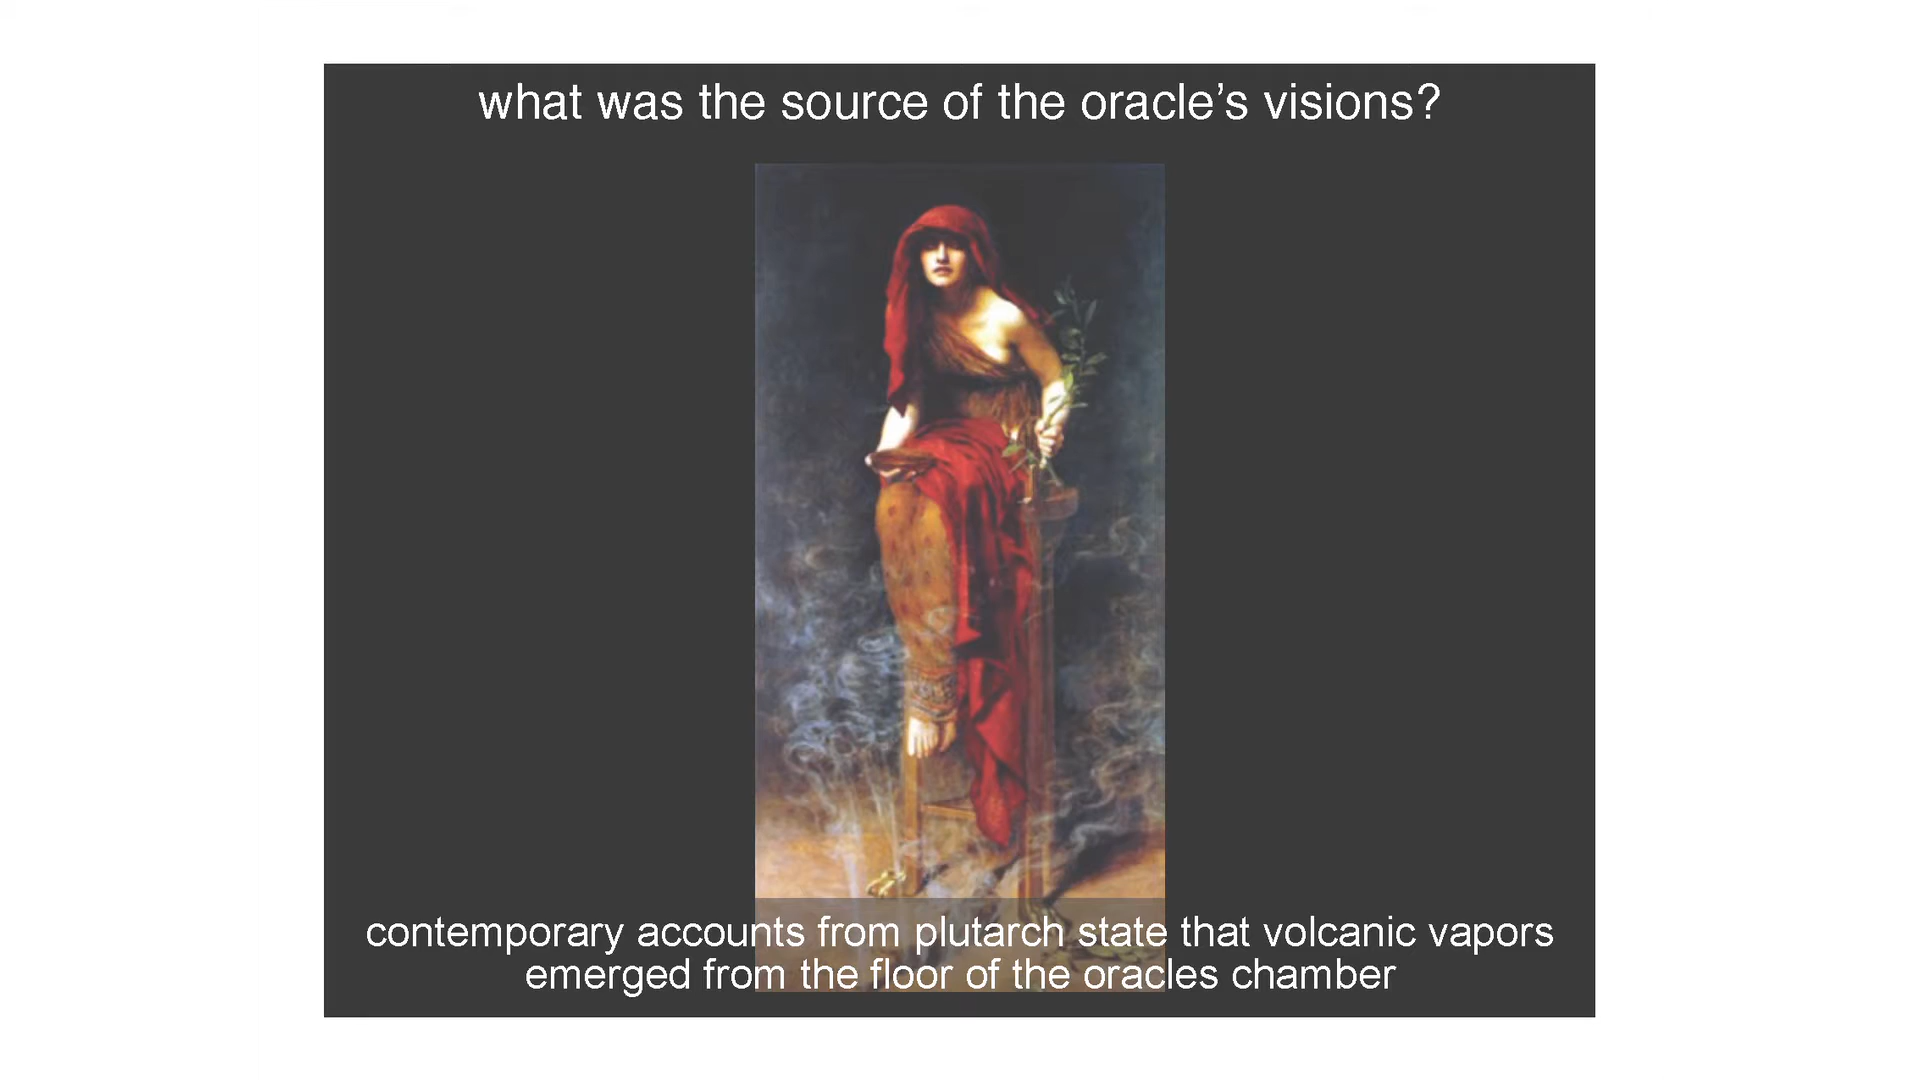 what was the source of the oracle’s visions?
contemporary accounts from plutarch state that volcanic vapors
emerged from the floor of the oracles chamber